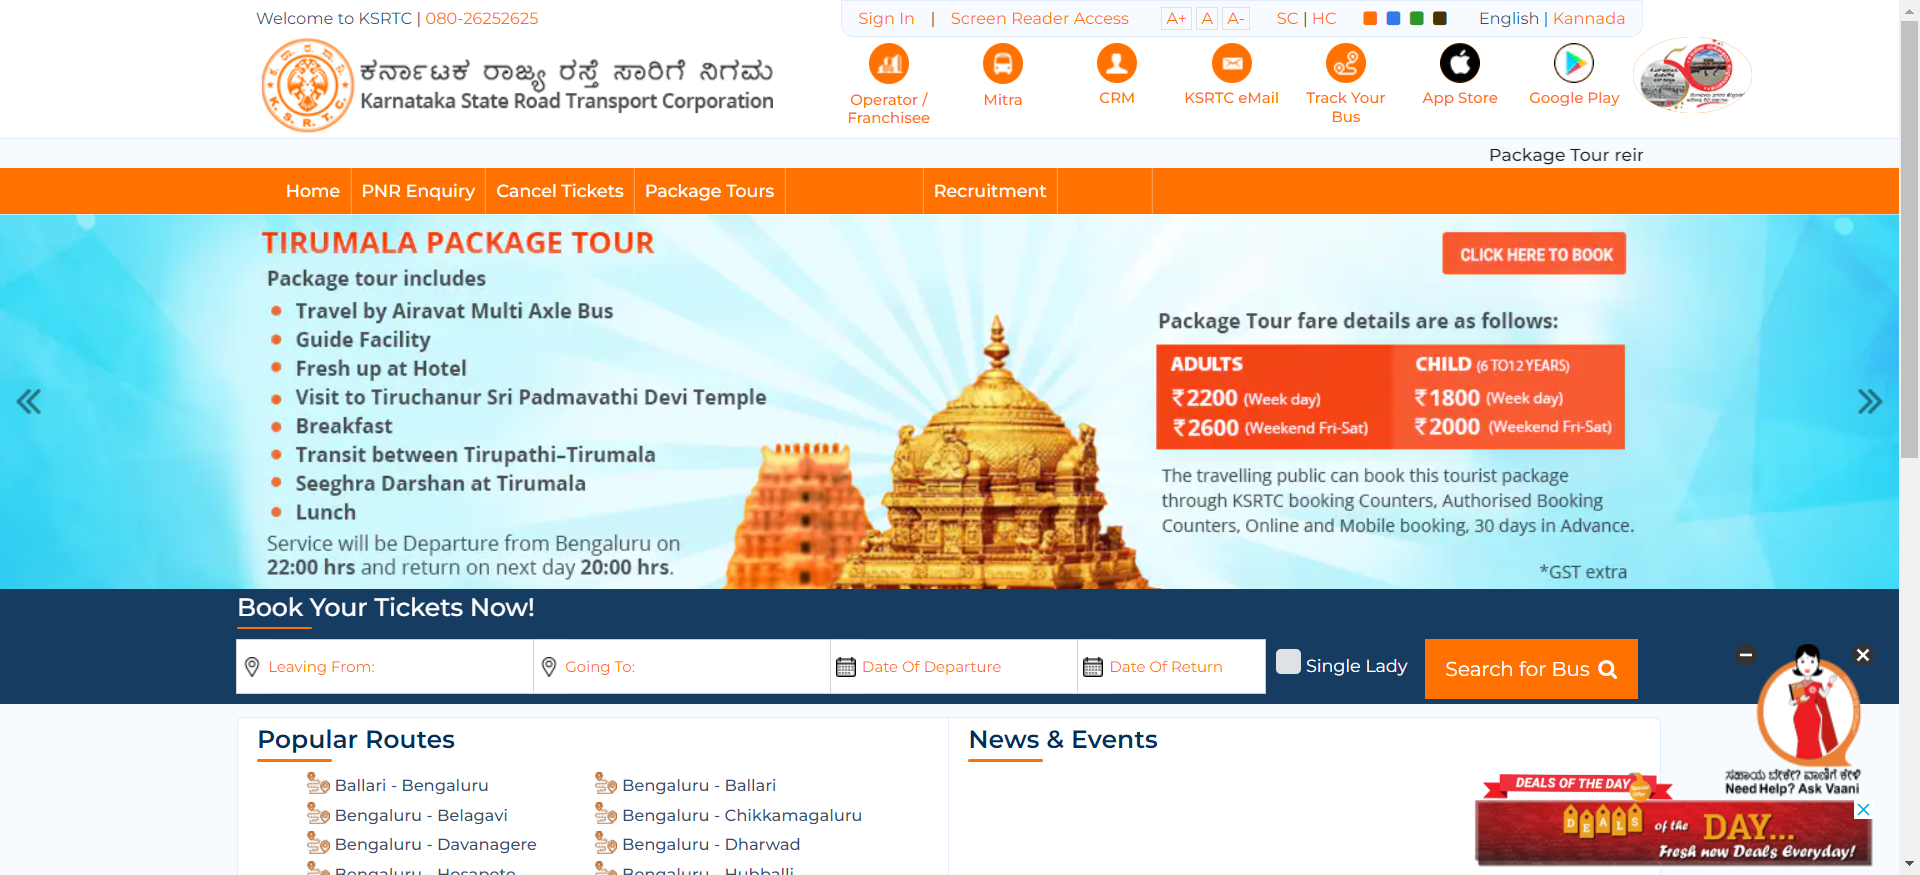 Welcome to KSRTC | 080-26252625
Sign In | Screen Reader Access A+ A A- SC | HC English | Kannada
ಕರ್ನಾಟಕ ರಾಜ್ಯ ರಸ್ತೆ ಸಾರಿಗೆ ನಿಗಮ
Karnataka State Road Transport Corporation
K. S. R. T. C.
Operator /
Franchisee
Mitra
CRM
KSRTC eMail
Track Your
Bus
App Store
Google Play
Package Tour reir
Home PNR Enquiry Cancel Tickets Package Tours Recruitment
TIRUMALA PACKAGE TOUR
Package tour includes
Travel by Airavat Multi Axle Bus
Guide Facility
Fresh up at Hotel
Visit to Tiruchanur Sri Padmavathi Devi Temple
Breakfast
Transit between Tirupathi–Tirumala
Seeghra Darshan at Tirumala
Lunch
Service will be Departure from Bengaluru on
22:00 hrs and return on next day 20:00 hrs.
CLICK HERE TO BOOK
Package Tour fare details are as follows:
ADULTS CHILD (6 TO12 YEARS)
₹2200 (Week day) ₹1800 (Week day)
₹2600 (Weekend Fri-Sat) ₹2000 (Weekend Fri-Sat)
The travelling public can book this tourist package
through KSRTC booking Counters, Authorised Booking
Counters, Online and Mobile booking, 30 days in Advance.
*GST extra
Book Your Tickets Now!
Leaving From: Going To: Date Of Departure Date Of Return Single Lady Search for Bus
Popular Routes
Ballari - Bengaluru Bengaluru - Ballari
Bengaluru - Belagavi Bengaluru - Chikkamagaluru
Bengaluru - Davanagere Bengaluru - Dharwad
Bengaluru - Hosapete Bengaluru - Hubballi
News & Events
ಸಹಾಯ ಬೇಕೇ? ವಾಣಿಗೆ ಕೇಳಿ
Need Help? Ask Vaani
DEALS OF THE DAY
Special
Offer
DEALS of the DAY...
Fresh new Deals Everyday!